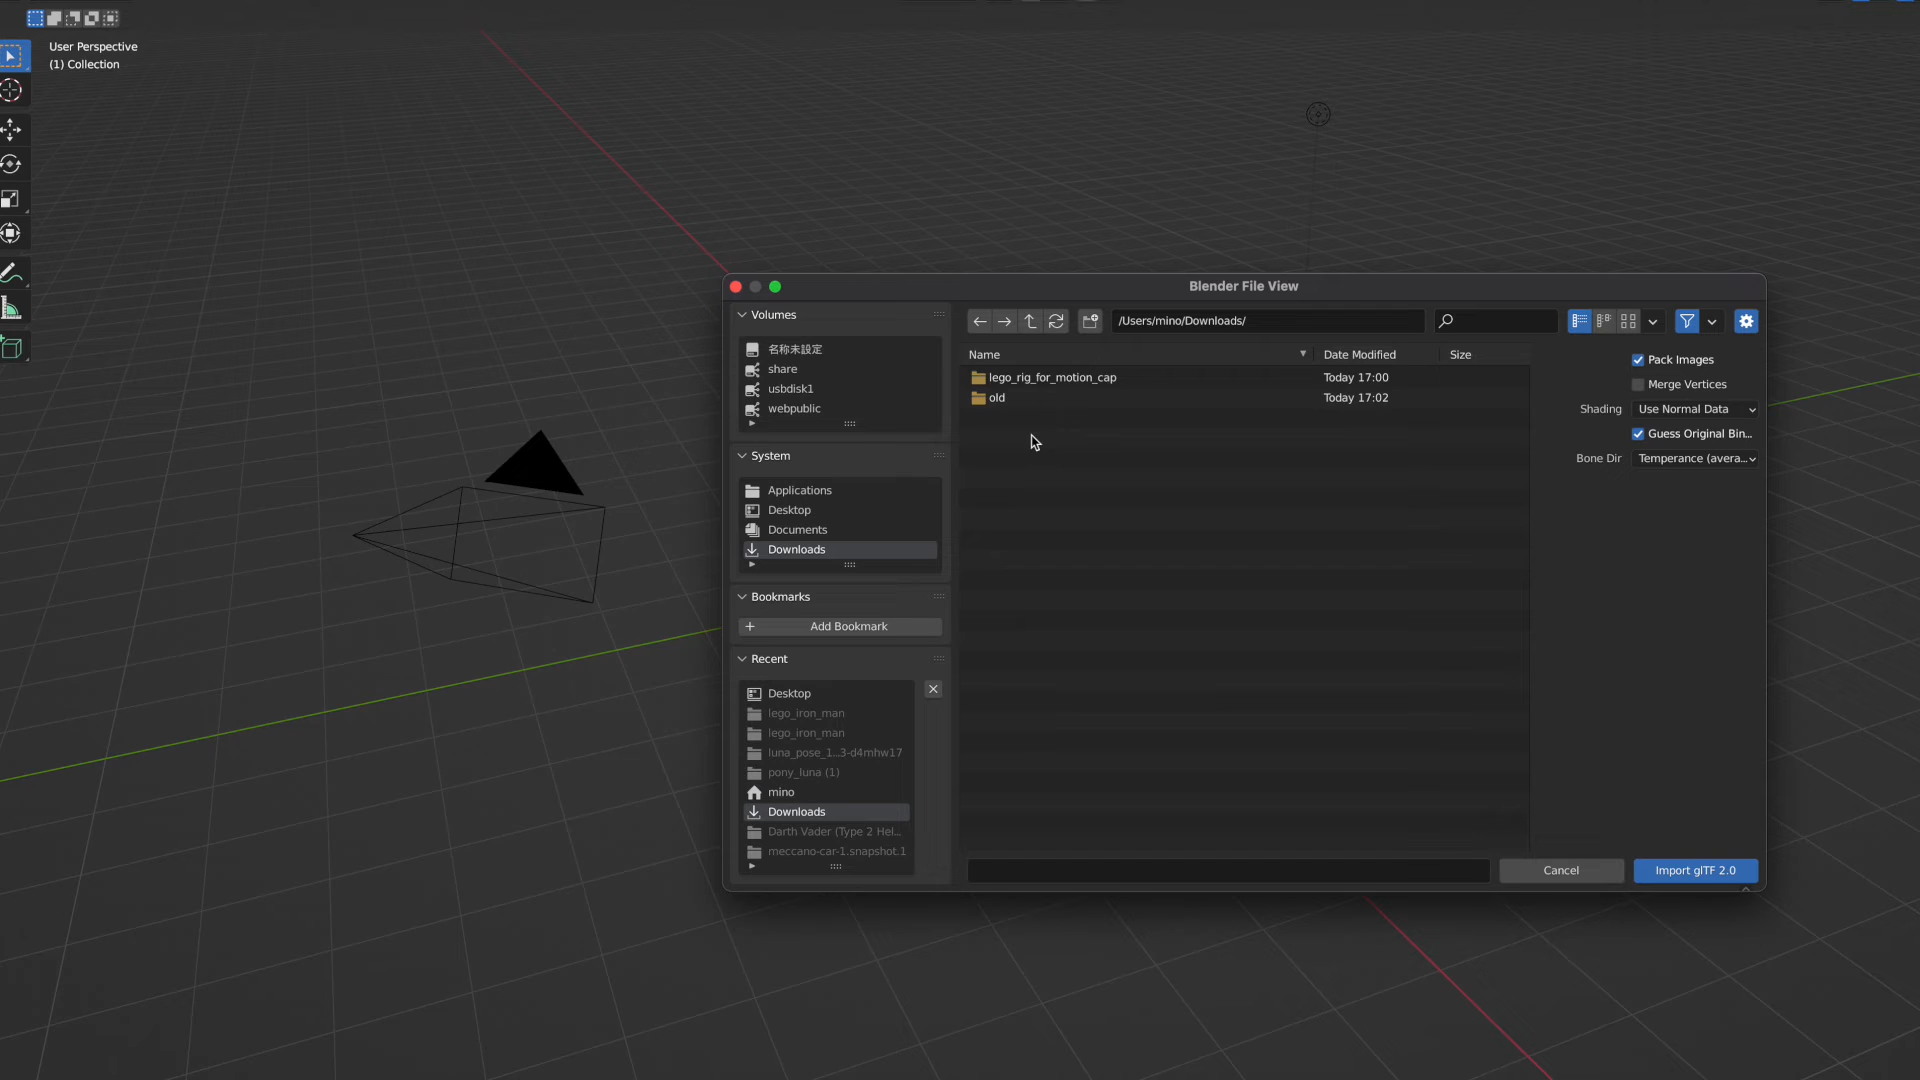 User Perspective
(1) Collection
Blender File View
Volumes
名称未設定
share
usbdisk1
webpublic
System
Applications
Desktop
Documents
Downloads
Bookmarks
Add Bookmark
Recent
Desktop
lego_iron_man
lego_iron_man
luna_pose_1...3-d4mhw17
pony_luna (1)
mino
Downloads
Darth Vader (Type 2 Hel...
meccano-car-1.snapshot.1
/Users/mino/Downloads/
Name Date Modified Size
lego_rig_for_motion_cap Today 17:00
old Today 17:02
Pack Images
Merge Vertices
Shading Use Normal Data
Guess Original Bin...
Bone Dir Temperance (avera...
Cancel Import glTF 2.0